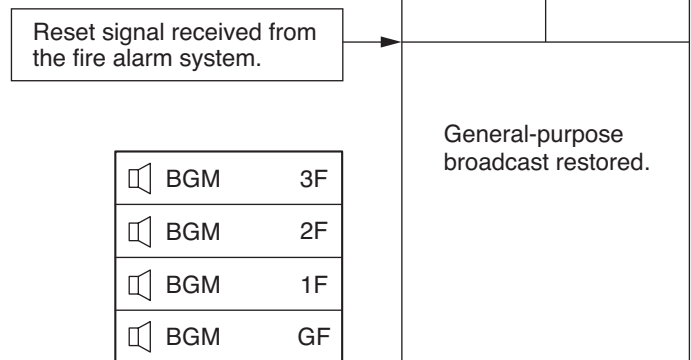 Reset signal received from
the fire alarm system.
General-purpose
broadcast restored.
BGM 3F
BGM 2F
BGM 1F
BGM GF